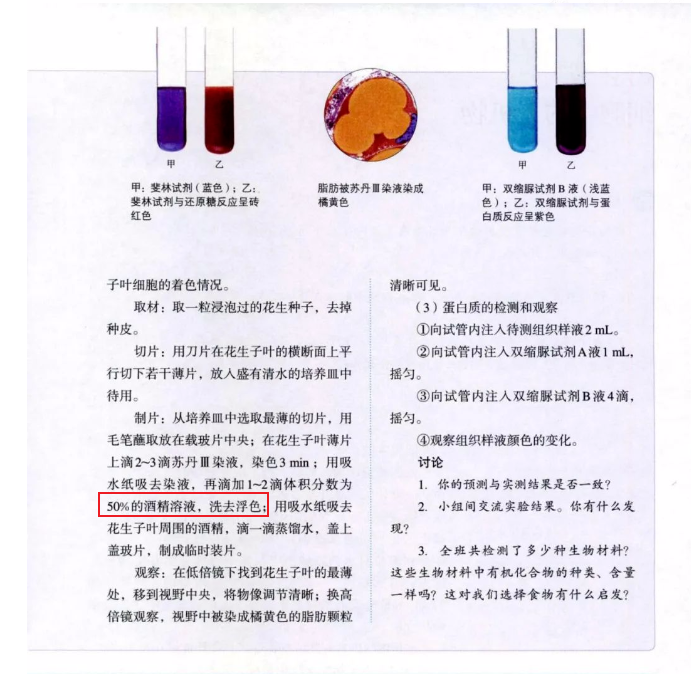 甲 乙
甲：斐林试剂（蓝色）；乙：
斐林试剂与还原糖反应呈砖
红色
脂肪被苏丹Ⅲ染液染成
橘黄色
甲 乙
甲：双缩脲试剂B液（浅蓝
色）；乙：双缩脲试剂与蛋
白质反应呈紫色
子叶细胞的着色情况。
取材：取一粒浸泡过的花生种子，去掉
种皮。
切片：用刀片在花生子叶的横断面上平
行切下若干薄片，放入盛有清水的培养皿中
待用。
制片：从培养皿中选取最薄的切片，用
毛笔蘸取放在载玻片中央；在花生子叶薄片
上滴2~3滴苏丹Ⅲ染液，染色3 min；用吸
水纸吸去染液，再滴加1~2滴体积分数为
50%的酒精溶液，洗去浮色；用吸水纸吸去
花生子叶周围的酒精，滴一滴蒸馏水，盖上
盖玻片，制成临时装片。
观察：在低倍镜下找到花生子叶的最薄
处，移到视野中央，将物像调节清晰；换高
倍镜观察，视野中被染成橘黄色的脂肪颗粒
清晰可见。
（3）蛋白质的检测和观察
①向试管内注入待测组织样液2 mL。
②向试管内注入双缩脲试剂A液1 mL，
摇匀。
③向试管内注入双缩脲试剂B液4滴，
摇匀。
④观察组织样液颜色的变化。
讨论
1. 你的预测与实测结果是否一致？
2. 小组间交流实验结果。你有什么发
现？
3. 全班共检测了多少种生物材料？
这些生物材料中有机化合物的种类、含量
一样吗？这对我们选择食物有什么启发？